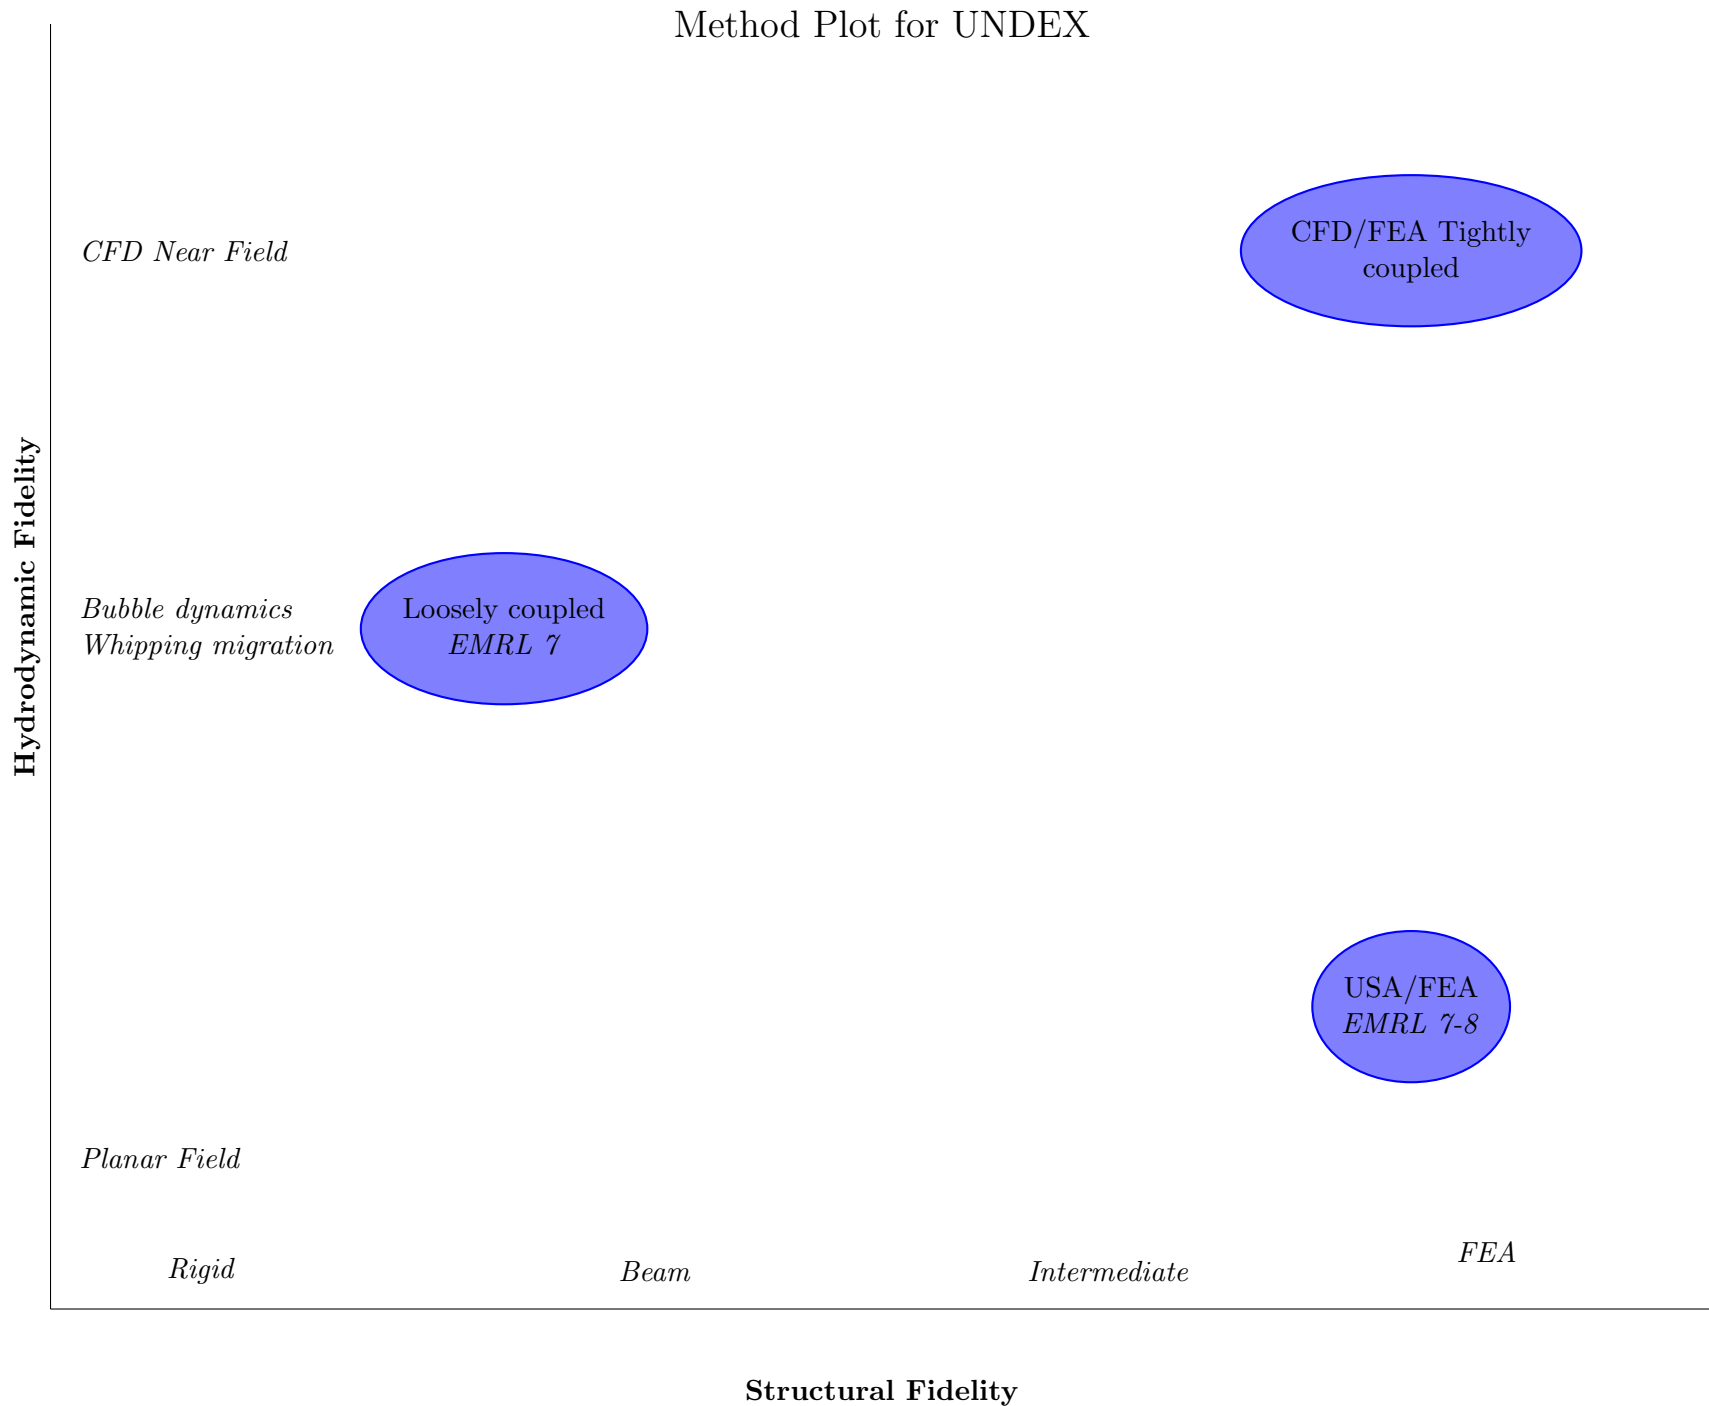 Method Plot for UNDEX
CFD/FEA Tightly
coupled
CFD Near Field
Hydrodynamic Fidelity
Bubble dynamics
Whipping migration
Loosely coupled
EMRL 7
USA/FEA
EMRL 7-8
Planar Field
Rigid
Beam
Intermediate
FEA
Structural Fidelity